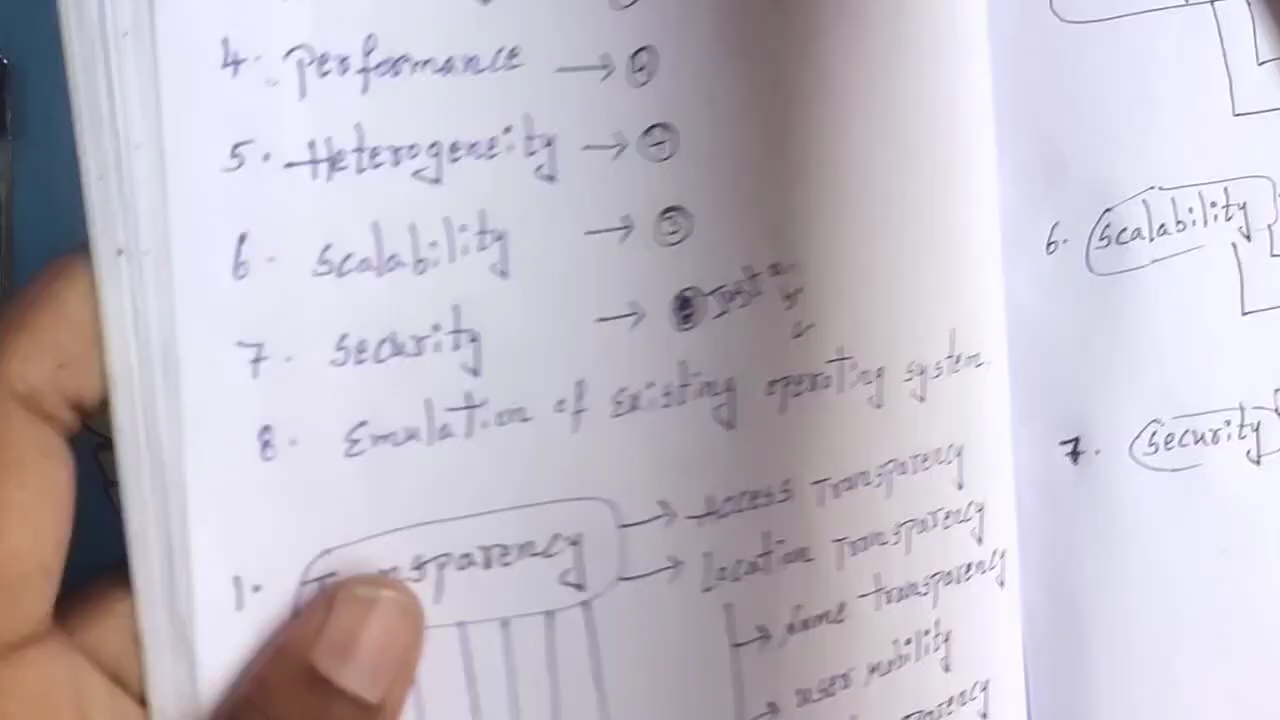 4. Performance →
5. Heterogeneity →
6. Scalability →
7. Security →
8. Emulation of Existing operating system.
1. Transparency
→ Access Transparency
→ Location Transparency
→ Name transparency
→ user mobility
6. Scalability
7. Security